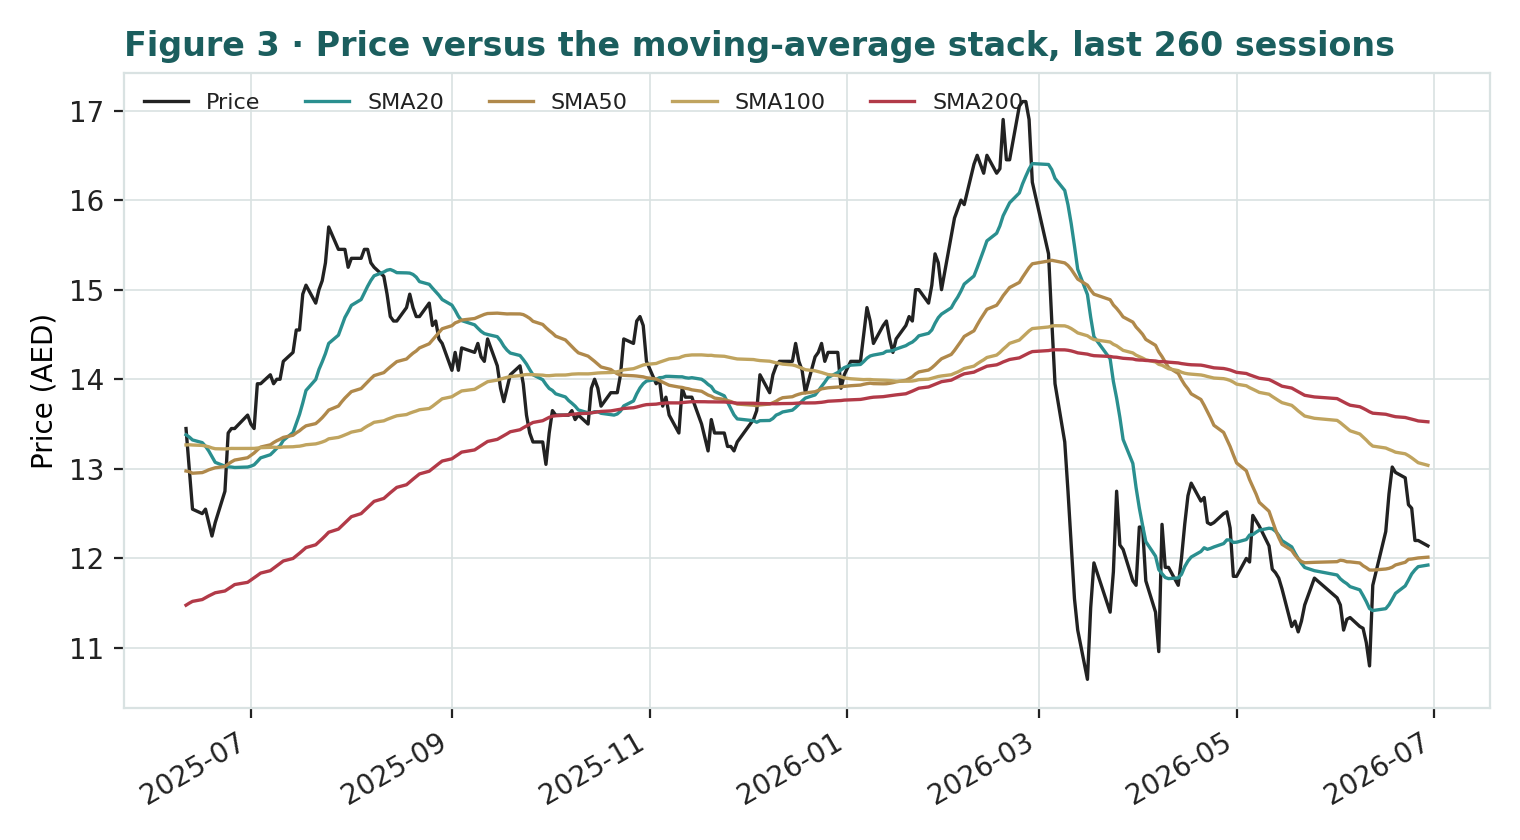 Figure 3 · Price versus the moving-average stack, last 260 sessions
Price SMA20 SMA50 SMA100 SMA200
Price (AED)
17
16
15
14
13
12
11
2025-07 2025-09 2025-11 2026-01 2026-03 2026-05 2026-07